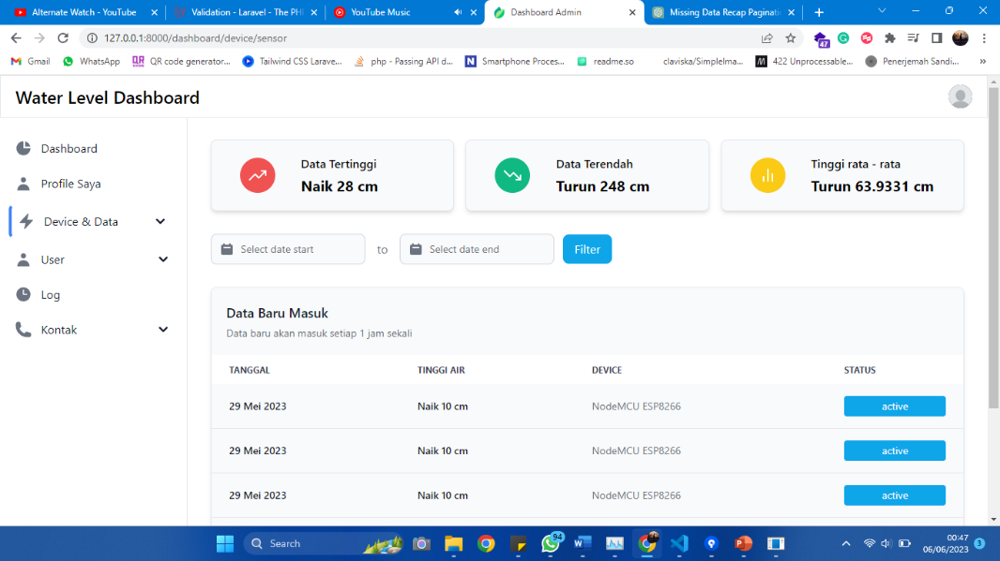 Alternate Watch - YouTube
Validation - Laravel - The PH
YouTube Music
Dashboard Admin
Missing Data Recap Paginati
127.0.0.1:8000/dashboard/device/sensor
47
Gmail
WhatsApp
QR code generator...
Tailwind CSS Larave...
php - Passing API d...
Smartphone Proces...
readme.so
claviska/SimpleIma...
422 Unprocessable...
Penerjemah Sandi...
Water Level Dashboard
Dashboard
Profile Saya
Device & Data
User
Log
Kontak
Data Tertinggi
Naik 28 cm
Data Terendah
Turun 248 cm
Tinggi rata - rata
Turun 63.9331 cm
Select date start
to
Select date end
Filter
Data Baru Masuk
Data baru akan masuk setiap 1 jam sekali
TANGGAL TINGGI AIR DEVICE STATUS
29 Mei 2023 Naik 10 cm NodeMCU ESP8266 active
29 Mei 2023 Naik 10 cm NodeMCU ESP8266 active
29 Mei 2023 Naik 10 cm NodeMCU ESP8266 active
Search
94
00:47
06/06/2023
3